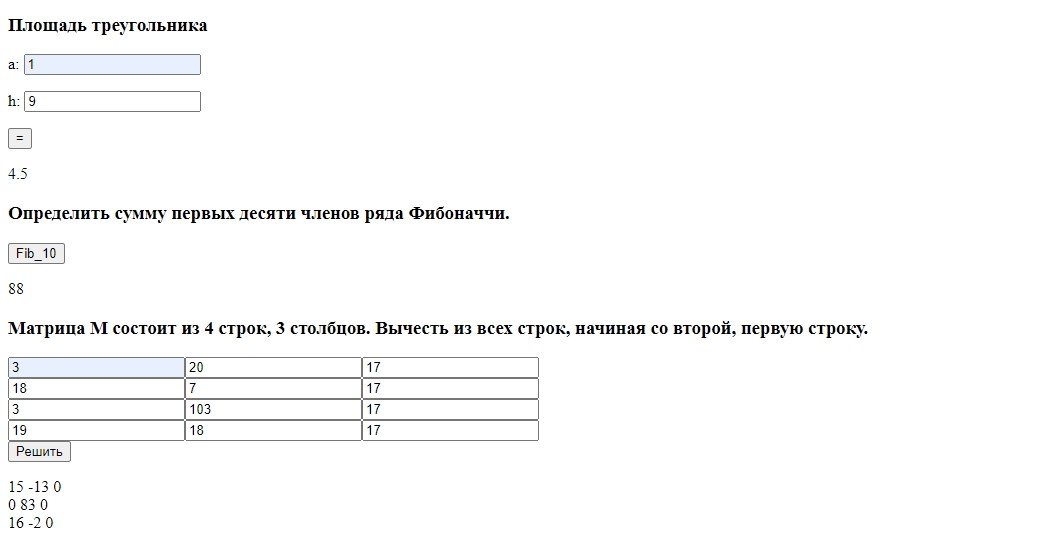 Площадь треугольника
a: 1
h: 9
=
4.5
Определить сумму первых десяти членов ряда Фибоначчи.
Fib_10
88
Матрица М состоит из 4 строк, 3 столбцов. Вычесть из всех строк, начиная со второй, первую строку.
3 20 17
18 7 17
3 103 17
19 18 17
Решить
15 -13 0
0 83 0
16 -2 0